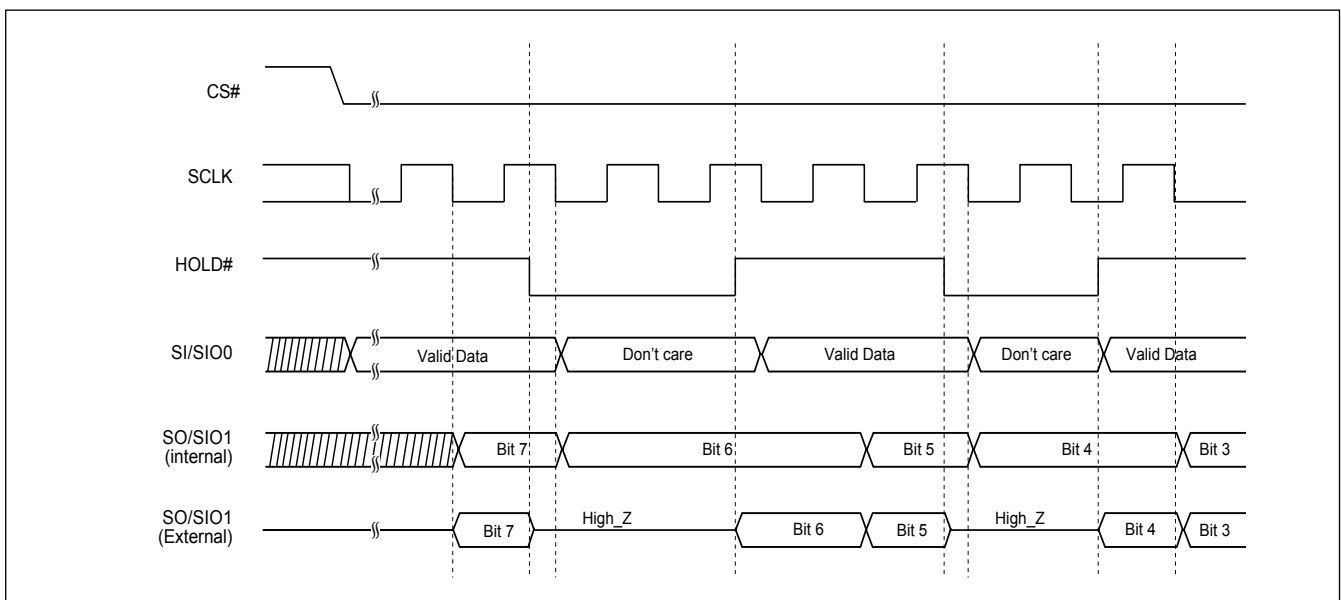 CS#
SCLK
HOLD#
SI/SIO0
Valid Data
Don’t care
Valid Data
Don’t care
Valid Data
SO/SIO1
(internal)
Bit 7
Bit 6
Bit 5
Bit 4
Bit 3
SO/SIO1
(External)
Bit 7
High_Z
Bit 6
Bit 5
High_Z
Bit 4
Bit 3